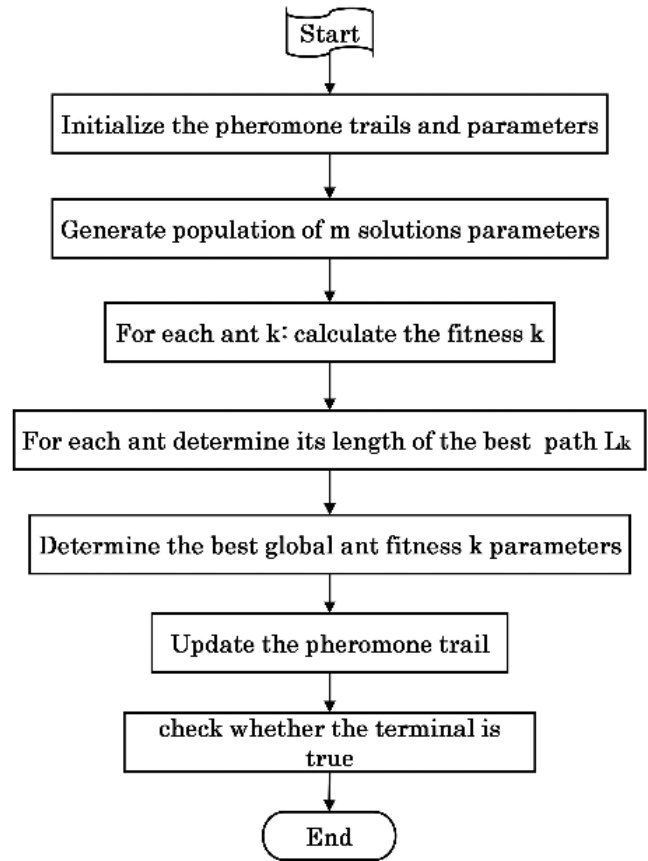 Start
Initialize the pheromone trails and parameters
Generate population of m solutions parameters
For each ant k: calculate the fitness k
For each ant determine its length of the best path Lk
Determine the best global ant fitness k parameters
Update the pheromone trail
check whether the terminal is
true
End